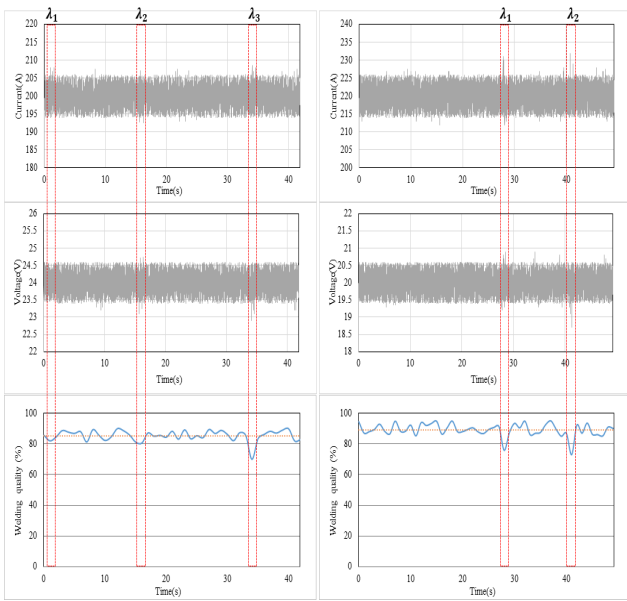 λ1 λ2 λ3
Current(A)
220
215
210
205
200
195
190
185
180
0 10 20 30 40
Time(s)
Voltage(V)
26
25.5
25
24.5
24
23.5
23
22.5
22
0 10 20 30 40
Time(s)
Welding quality (%)
100
80
60
40
20
0
0 10 20 30 40
Time(s)
λ1 λ2
Current(A)
240
235
230
225
220
215
210
205
200
0 10 20 30 40
Time(s)
Voltage(V)
22
21.5
21
20.5
20
19.5
19
18.5
18
0 10 20 30 40
Time(s)
Welding quality (%)
100
80
60
40
20
0
0 10 20 30 40
Time(s)